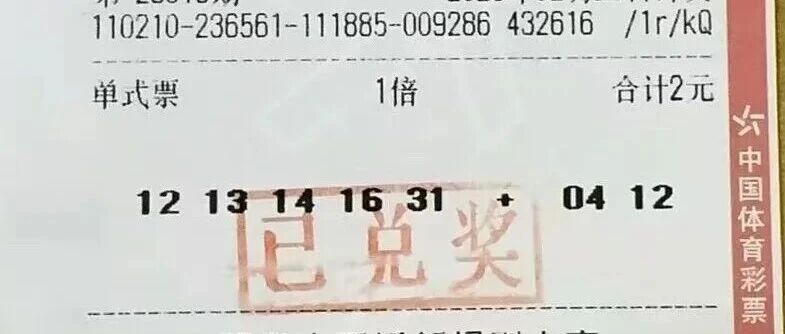 110210-236561-111885-009286 432616 /1r/kQ
单式票 1倍 合计2元
12 13 14 16 31 + 04 12
已兑奖
中国体育彩票